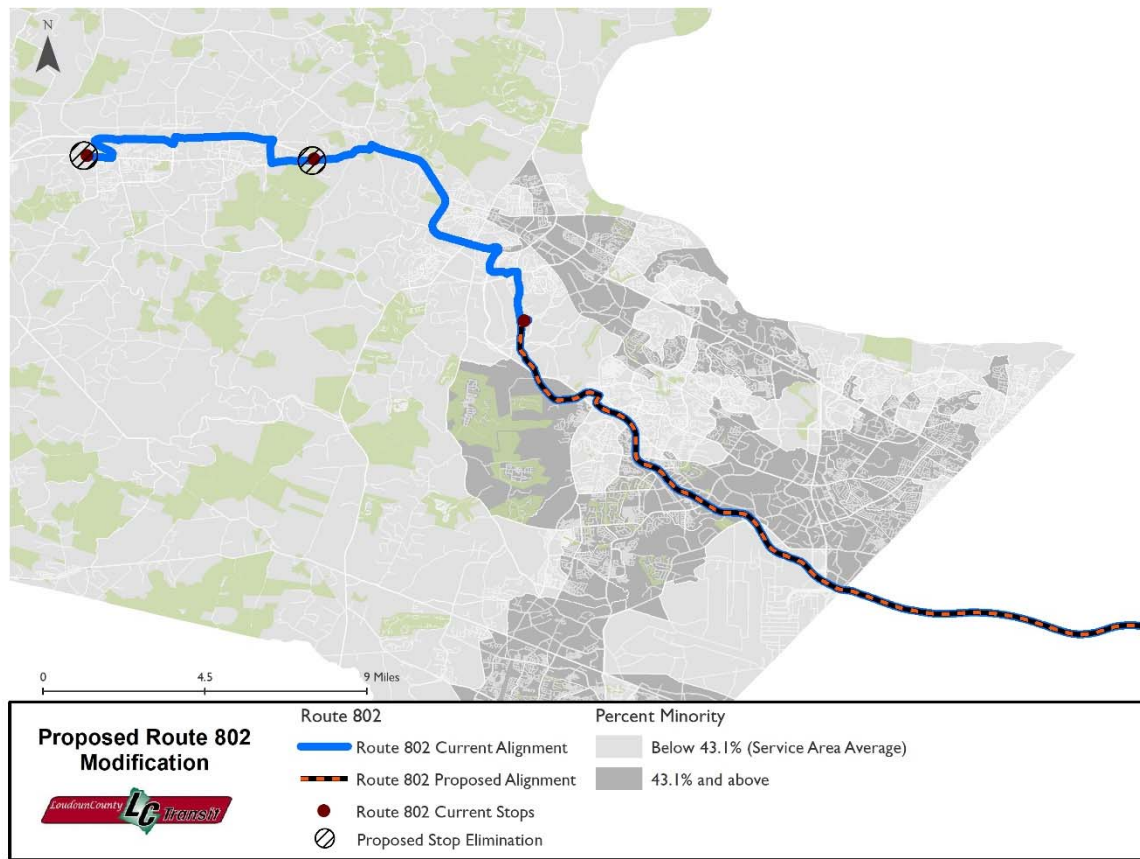 N
0 4.5 9 Miles
Proposed Route 802
Modification
LoudounCounty LC Transit
Route 802
Route 802 Current Alignment
Route 802 Proposed Alignment
Route 802 Current Stops
Proposed Stop Elimination
Percent Minority
Below 43.1% (Service Area Average)
43.1% and above